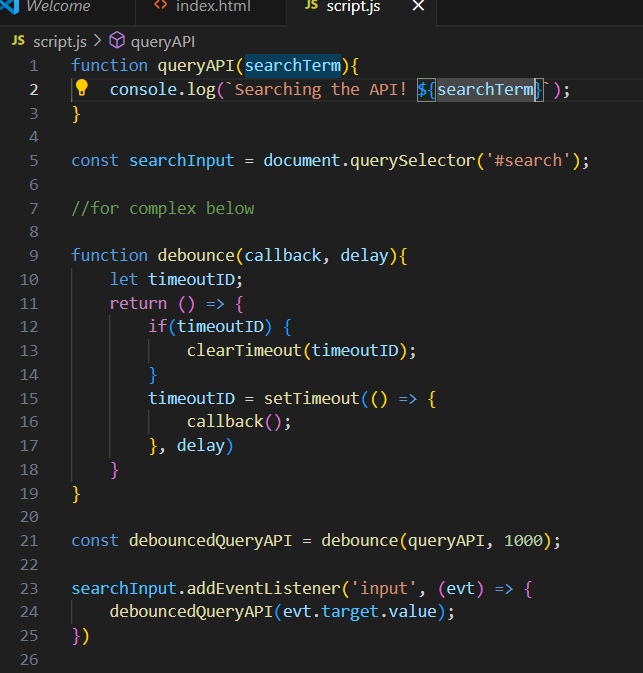 Welcome <> index.html JS script.js ×
JS script.js > queryAPI
1 function queryAPI(searchTerm){
2     console.log(`Searching the API! ${searchTerm}`);
3 }
4
5 const searchInput = document.querySelector('#search');
6
7 //for complex below
8
9 function debounce(callback, delay){
10     let timeoutID;
11     return () => {
12         if(timeoutID) {
13             clearTimeout(timeoutID);
14         }
15         timeoutID = setTimeout(() => {
16             callback();
17         }, delay)
18     }
19 }
20
21 const debouncedQueryAPI = debounce(queryAPI, 1000);
22
23 searchInput.addEventListener('input', (evt) => {
24     debouncedQueryAPI(evt.target.value);
25 })
26